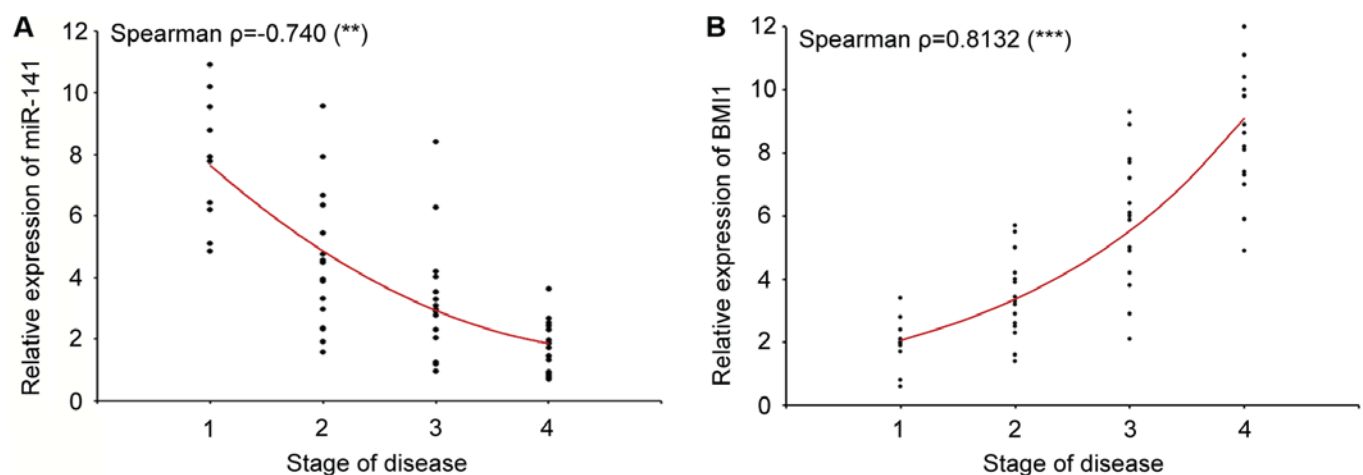 A
Spearman ρ=-0.740 (**)
Relative expression of miR-141
12
10
8
6
4
2
0
1 2 3 4
Stage of disease
B
Spearman ρ=0.8132 (***)
Relative expression of BMI1
12
10
8
6
4
2
0
1 2 3 4
Stage of disease